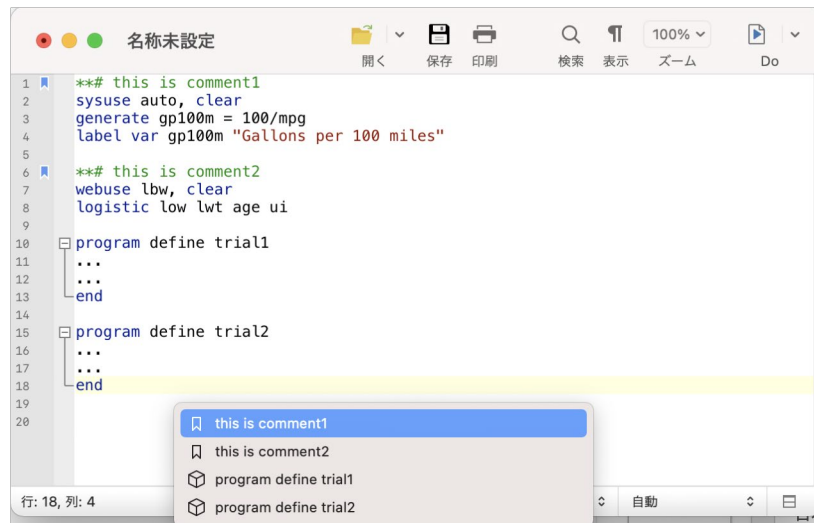 名称未設定
開く 保存 印刷 検索 表示 100% ズーム Do
1 **# this is comment1
2 sysuse auto, clear
3 generate gp100m = 100/mpg
4 label var gp100m "Gallons per 100 miles"
5
6 **# this is comment2
7 webuse lbw, clear
8 logistic low lwt age ui
9
10 program define trial1
11 ...
12 ...
13 end
14
15 program define trial2
16 ...
17 ...
18 end
19
20
this is comment1
this is comment2
program define trial1
program define trial2
行: 18, 列: 4 自動